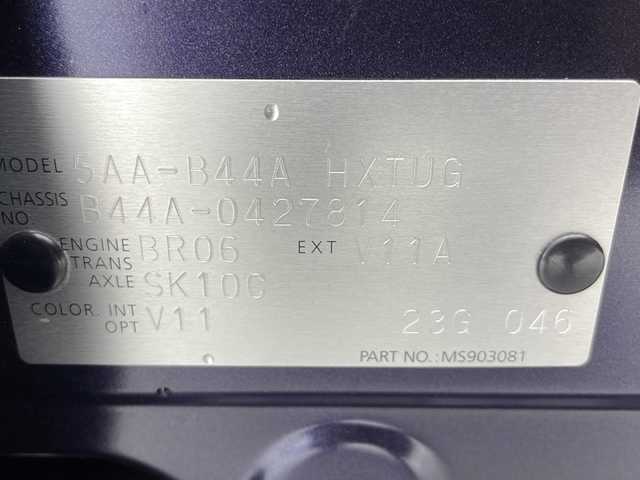 MODEL 5AA-B44A HXTUG
CHASSIS NO. B44A-0427814
ENGINE BR06 EXT V11A
TRANS AXLE SK10C
COLOR. INT V11
OPT 23G 046
PART NO.: MS903081